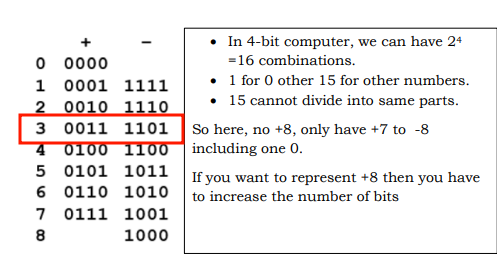 + −
0 0000
1 0001 1111
2 0010 1110
3 0011 1101
4 0100 1100
5 0101 1011
6 0110 1010
7 0111 1001
8 1000
• In 4-bit computer, we can have 2⁴
=16 combinations.
• 1 for 0 other 15 for other numbers.
• 15 cannot divide into same parts.
So here, no +8, only have +7 to -8
including one 0.
If you want to represent +8 then you have
to increase the number of bits